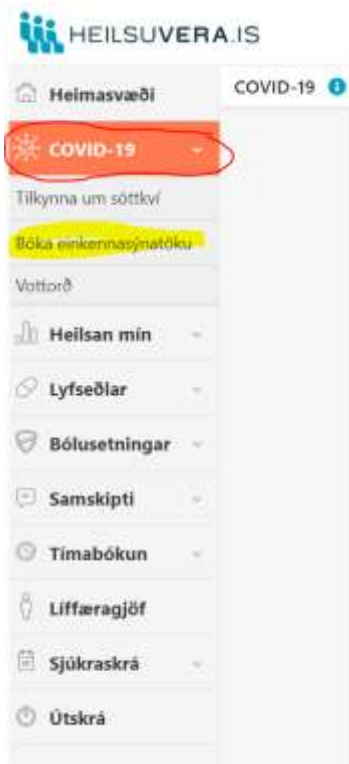 HEILSUVERA.IS
Heimasvæði
COVID-19
COVID-19
Tilkynna um sóttkví
Bóka einkennasýnatöku
Vottorð
Heilsan mín
Lyfseðlar
Bólusetningar
Samskipti
Tímabókun
Líffæragjöf
Sjúkraskrá
Útskrá